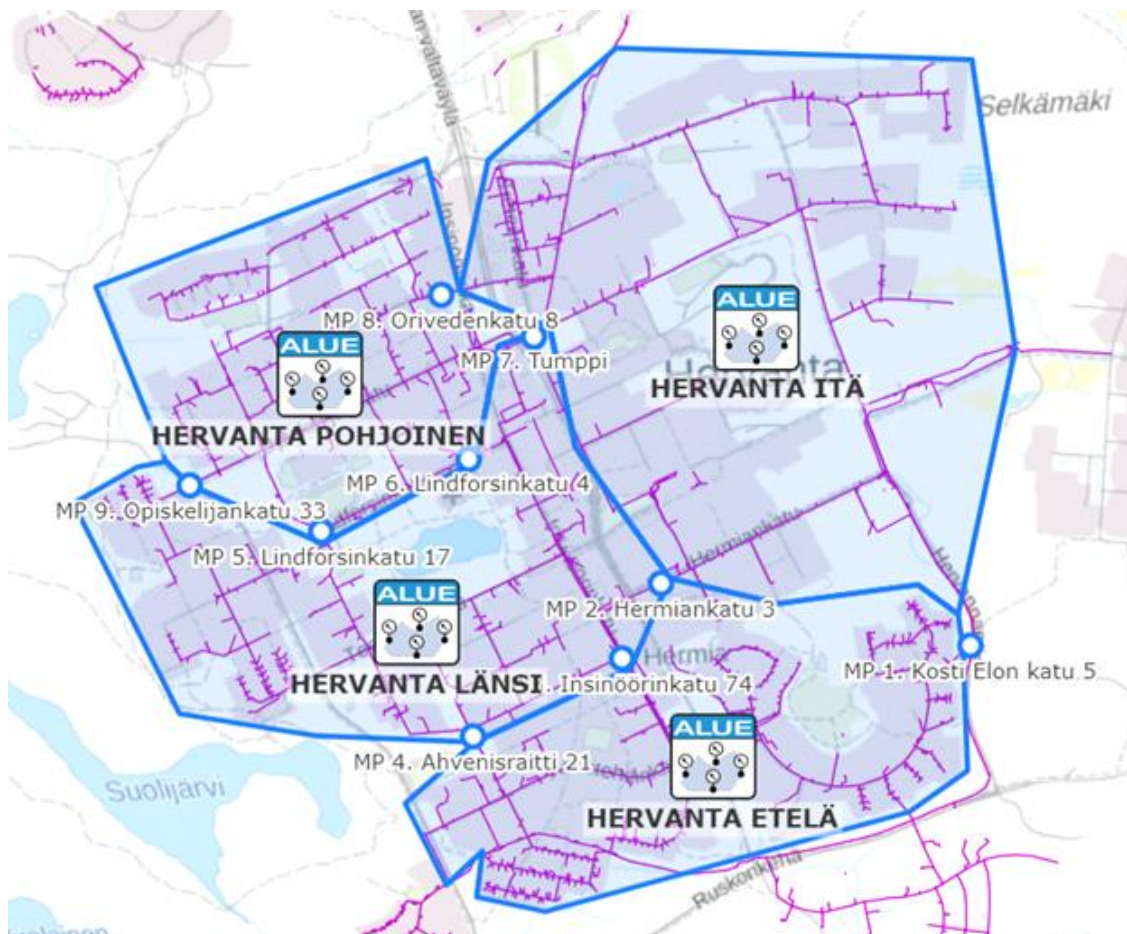 Selkämäki
MP 8. Orivedenkatu 8
MP 7. Tumppi
ALUE
ALUE
HERVANTA ITÄ
HERVANTA POHJOINEN
MP 6. Lindforsinkatu 4
MP 9. Opiskelijankatu 33
MP 5. Lindforsinkatu 17
Hermiankatu
ALUE
MP 2. Hermiankatu 3
Hermia
MP 1. Kosti Elon katu 5
HERVANTA LÄNSI
Insinöörinkatu 74
ALUE
MP 4. Ahvenisraitti 21
Suolijärvi
HERVANTA ETELÄ
Ruskonkehä